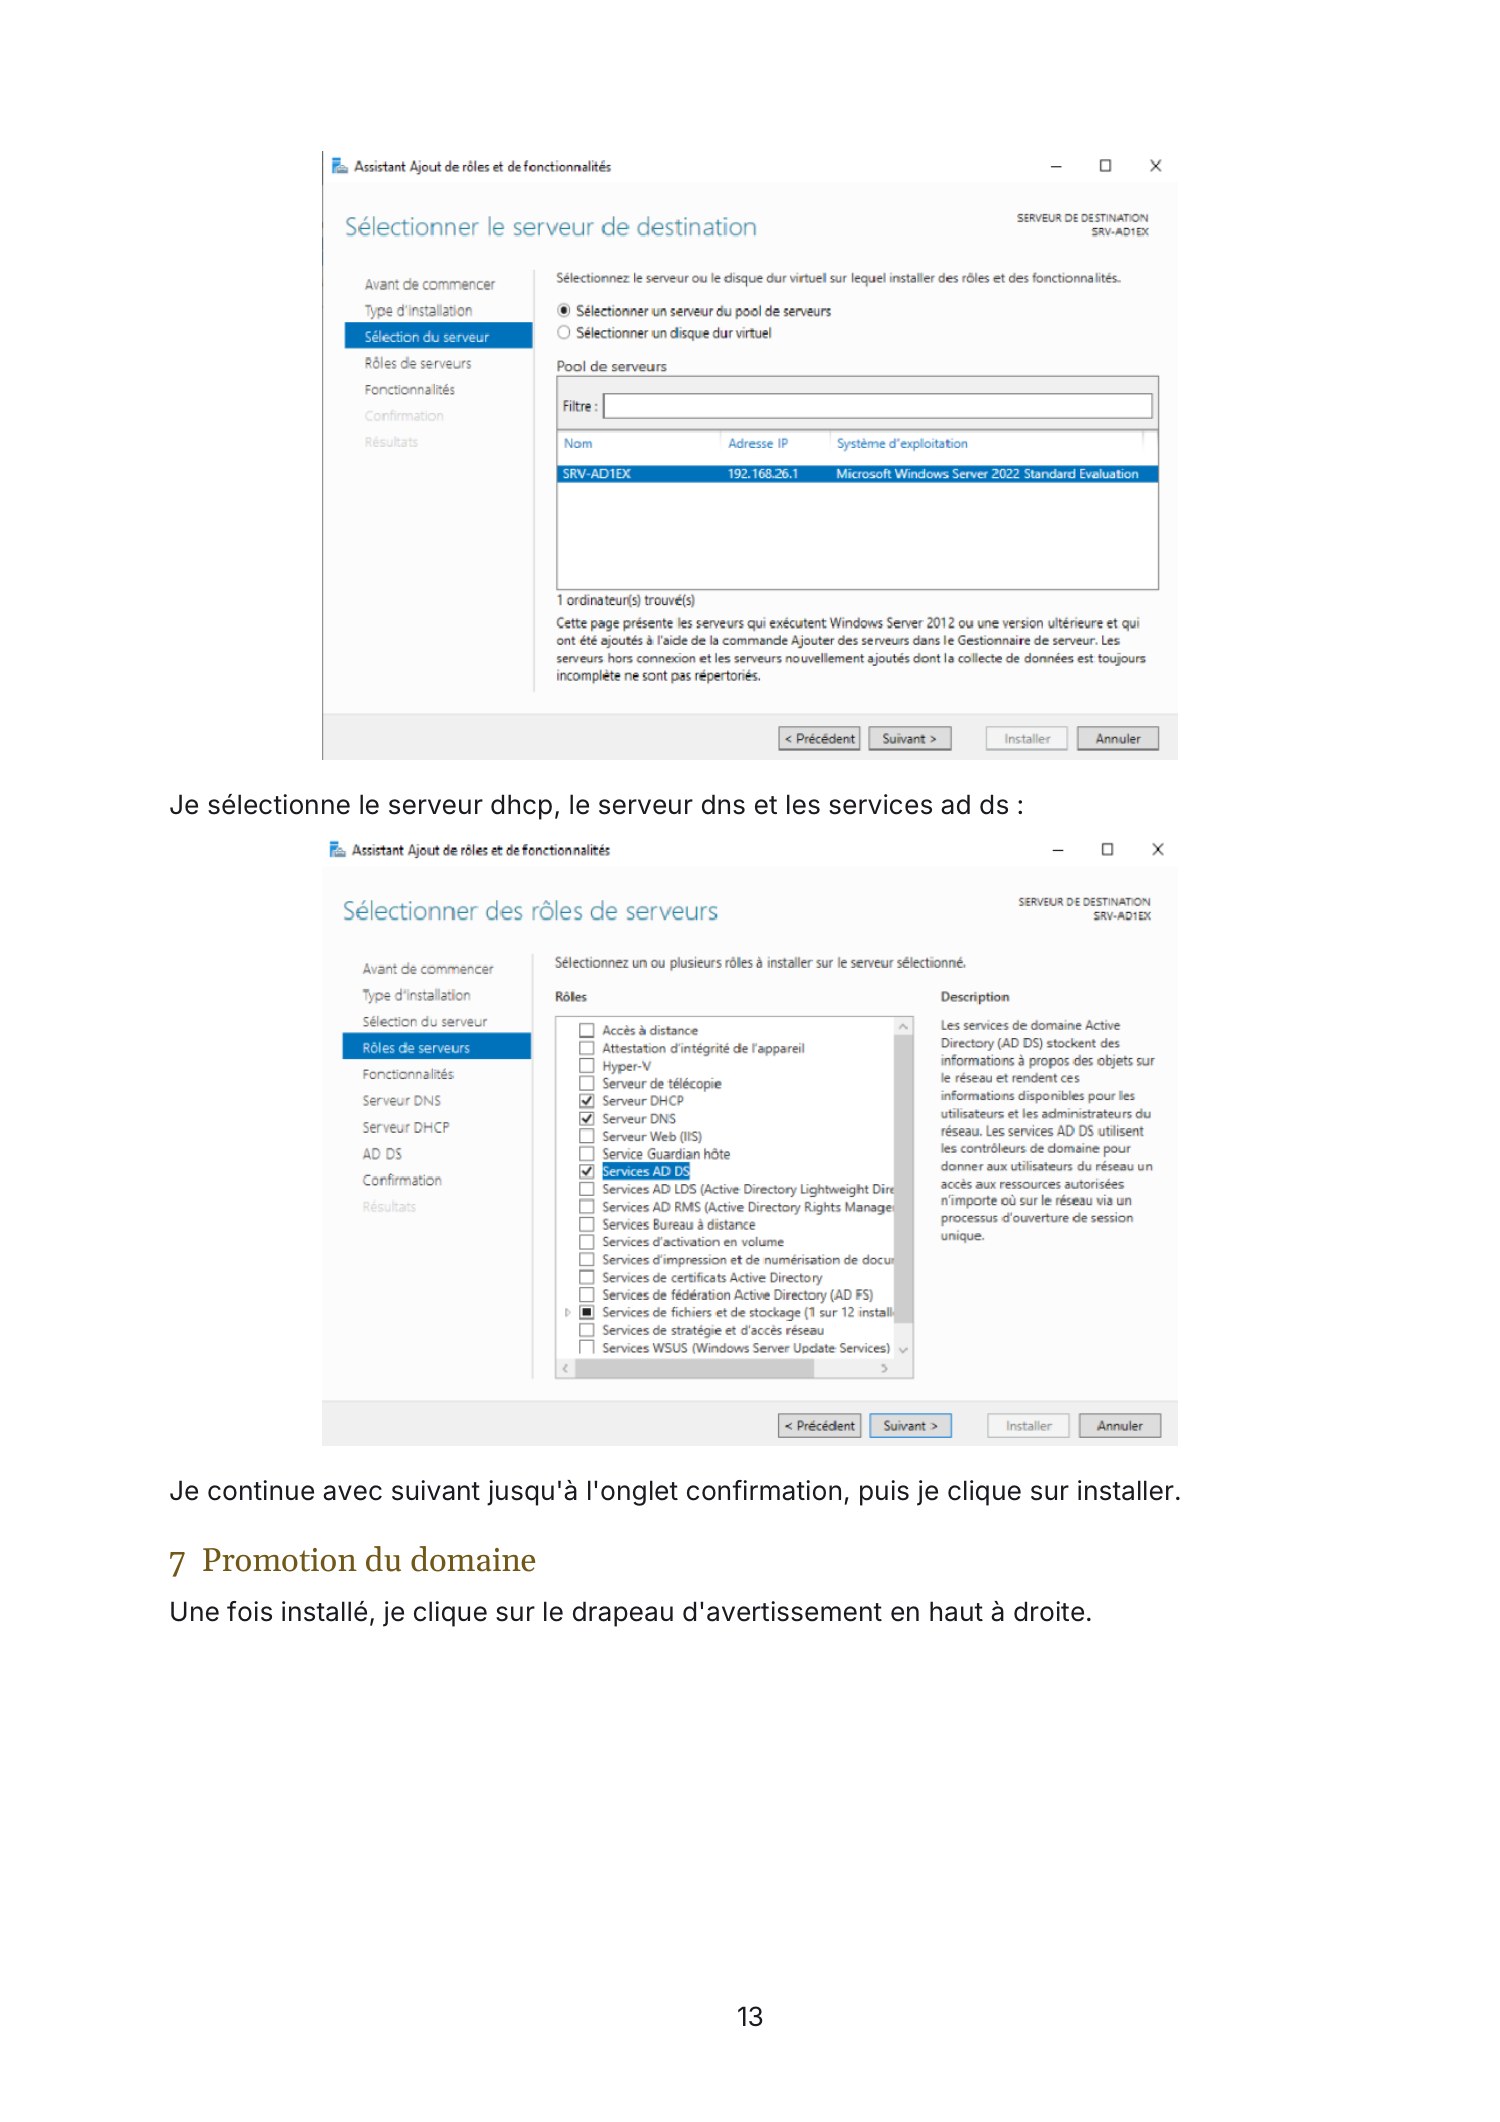 Assistant Ajout de rôles et de fonctionnalités
Sélectionner le serveur de destination
SERVEUR DE DESTINATION
SRV-AD1EX
Avant de commencer
Type d'installation
Sélection du serveur
Rôles de serveurs
Fonctionnalités
Confirmation
Résultats
Sélectionnez le serveur ou le disque dur virtuel sur lequel installer des rôles et des fonctionnalités.
Sélectionner un serveur du pool de serveurs
Sélectionner un disque dur virtuel
Pool de serveurs
Filtre :
Nom Adresse IP Système d'exploitation
SRV-AD1EX 192.168.26.1 Microsoft Windows Server 2022 Standard Evaluation
1 ordinateur(s) trouvé(s)
Cette page présente les serveurs qui exécutent Windows Server 2012 ou une version ultérieure et qui
ont été ajoutés à l'aide de la commande Ajouter des serveurs dans le Gestionnaire de serveur. Les
serveurs hors connexion et les serveurs nouvellement ajoutés dont la collecte de données est toujours
incomplète ne sont pas répertoriés.
< Précédent Suivant > Installer Annuler
Je sélectionne le serveur dhcp, le serveur dns et les services ad ds :
Assistant Ajout de rôles et de fonctionnalités
Sélectionner des rôles de serveurs
SERVEUR DE DESTINATION
SRV-AD1EX
Avant de commencer
Type d'installation
Sélection du serveur
Rôles de serveurs
Fonctionnalités
Serveur DNS
Serveur DHCP
AD DS
Confirmation
Résultats
Sélectionnez un ou plusieurs rôles à installer sur le serveur sélectionné.
Rôles
Accès à distance
Attestation d'intégrité de l'appareil
Hyper-V
Serveur de télécopie
Serveur DHCP
Serveur DNS
Serveur Web (IIS)
Service Guardian hôte
Services AD DS
Services AD LDS (Active Directory Lightweight Dire
Services AD RMS (Active Directory Rights Manage
Services Bureau à distance
Services d'activation en volume
Services d'impression et de numérisation de docu
Services de certificats Active Directory
Services de fédération Active Directory (AD FS)
Services de fichiers et de stockage (1 sur 12 install
Services de stratégie et d'accès réseau
Services WSUS (Windows Server Update Services)
Description
Les services de domaine Active
Directory (AD DS) stockent des
informations à propos des objets sur
le réseau et rendent ces
informations disponibles pour les
utilisateurs et les administrateurs du
réseau. Les services AD DS utilisent
les contrôleurs de domaine pour
donner aux utilisateurs du réseau un
accès aux ressources autorisées
n'importe où sur le réseau via un
processus d'ouverture de session
unique.
< Précédent Suivant > Installer Annuler
Je continue avec suivant jusqu'à l'onglet confirmation, puis je clique sur installer.
7 Promotion du domaine
Une fois installé, je clique sur le drapeau d'avertissement en haut à droite.
13